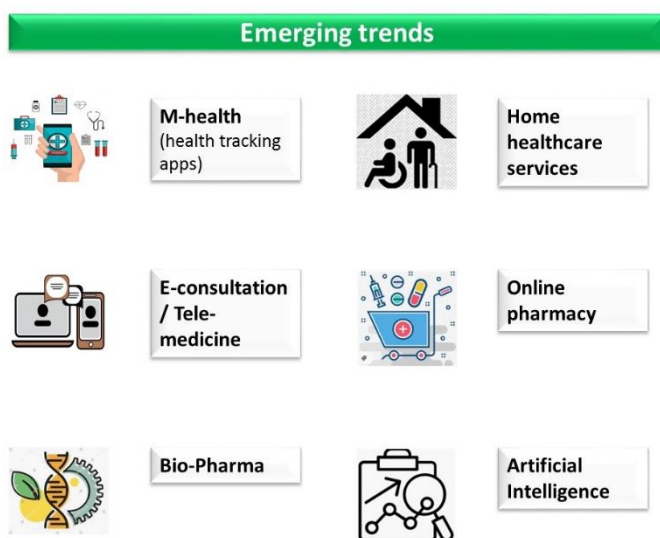 Emerging trends
M-health
(health tracking
apps)
Home
healthcare
services
E-consultation
/ Tele-
medicine
Online
pharmacy
Bio-Pharma
Artificial
Intelligence